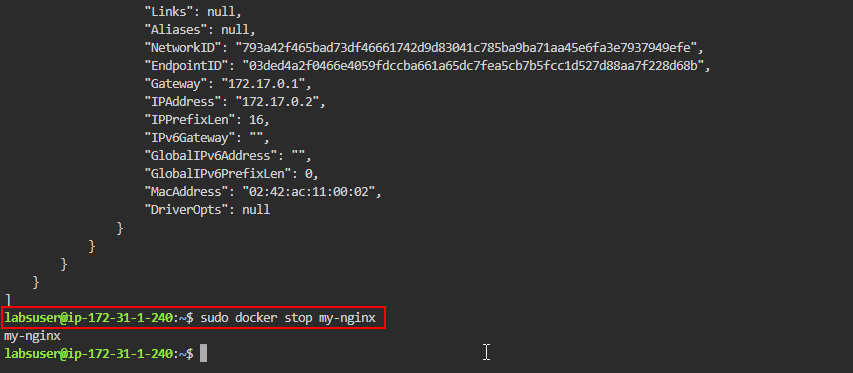 "Links": null,
"Aliases": null,
"NetworkID": "793a42f465bad73df46661742d9d83041c785ba9ba71aa45e6fa3e7937949efe",
"EndpointID": "03ded4a2f0466e4059fdccba661a65dc7fea5cb7b5fcc1d527d88aa7f228d68b",
"Gateway": "172.17.0.1",
"IPAddress": "172.17.0.2",
"IPPrefixLen": 16,
"IPv6Gateway": "",
"GlobalIPv6Address": "",
"GlobalIPv6PrefixLen": 0,
"MacAddress": "02:42:ac:11:00:02",
"DriverOpts": null
}
}
}
}
]
labsuser@ip-172-31-1-240:~$ sudo docker stop my-nginx
my-nginx
labsuser@ip-172-31-1-240:~$